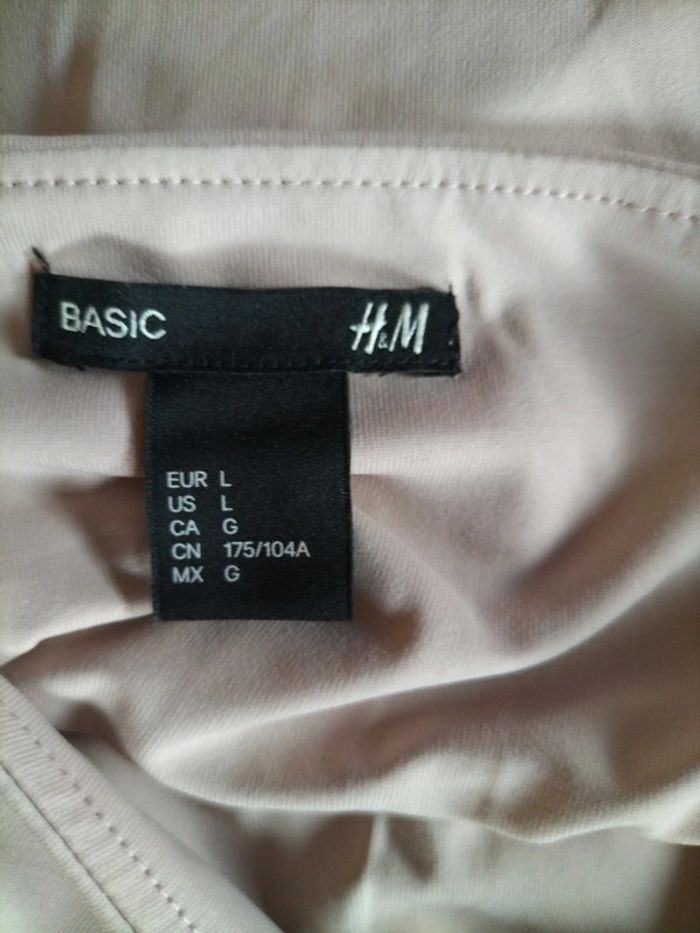 BASIC H&M
EUR L
US L
CA G
CN 175/104A
MX G